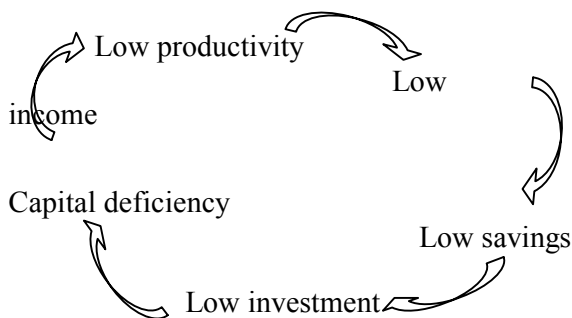 Low productivity
Low
income
Capital deficiency
Low savings
Low investment